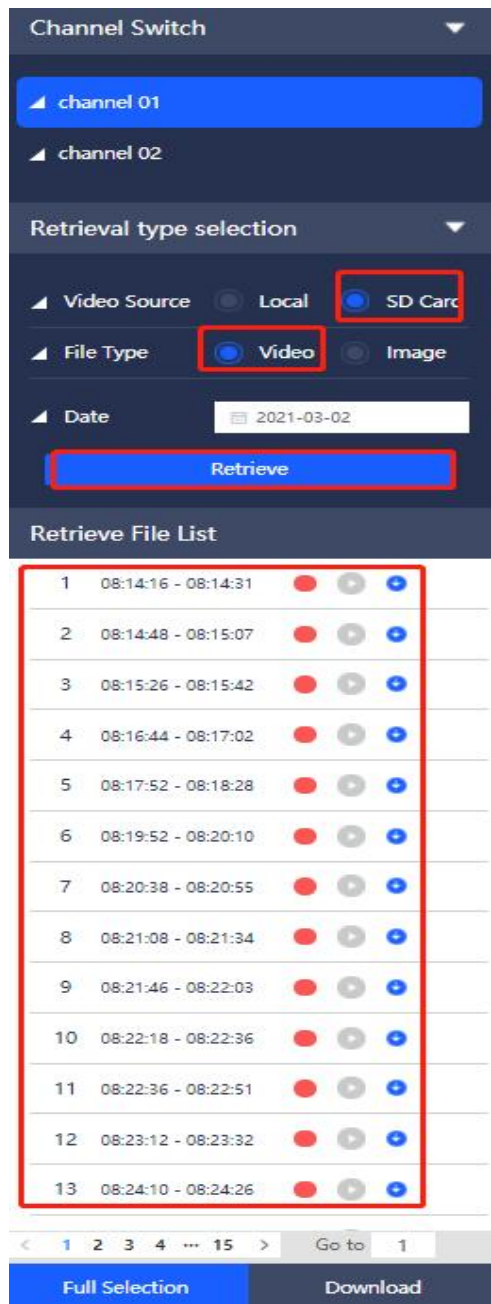 Channel Switch
channel 01
channel 02
Retrieval type selection
Video Source Local SD Card
File Type Video Image
Date 2021-03-02
Retrieve
Retrieve File List
1 08:14:16 - 08:14:31
2 08:14:48 - 08:15:07
3 08:15:26 - 08:15:42
4 08:16:44 - 08:17:02
5 08:17:52 - 08:18:28
6 08:19:52 - 08:20:10
7 08:20:38 - 08:20:55
8 08:21:08 - 08:21:34
9 08:21:46 - 08:22:03
10 08:22:18 - 08:22:36
11 08:22:36 - 08:22:51
12 08:23:12 - 08:23:32
13 08:24:10 - 08:24:26
< 1 2 3 4 ··· 15 > Go to 1
Full Selection Download